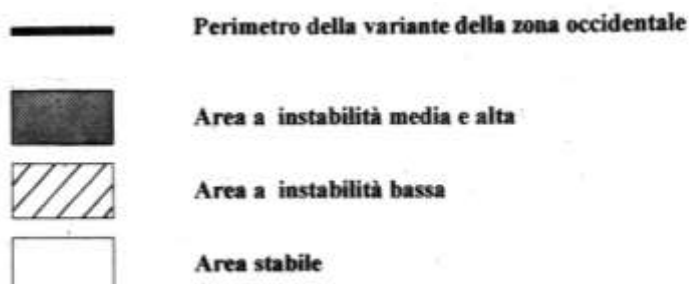 Perimetro della variante della zona occidentale
Area a instabilità media e alta
Area a instabilità bassa
Area stabile